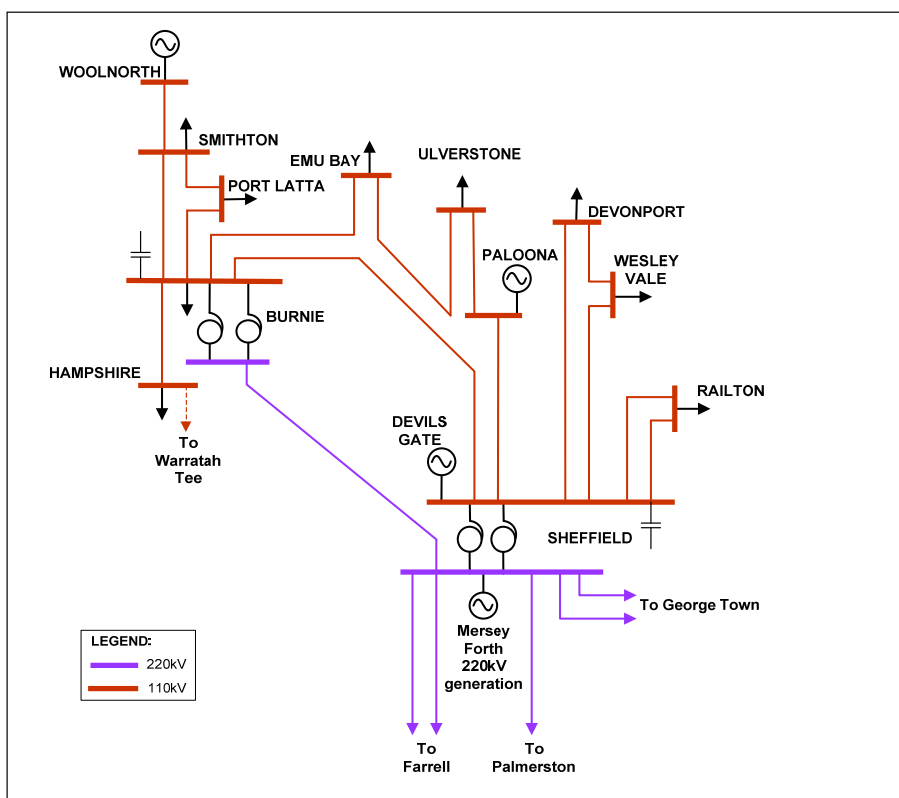 WOOLNORTH
SMITHTON
EMU BAY
ULVERSTONE
PORT LATTA
DEVONPORT
PALOONA
WESLEY
VALE
BURNIE
HAMPSHIRE
RAILTON
To
Warratah
Tee
DEVILS
GATE
SHEFFIELD
To George Town
Mersey
Forth
220kV
generation
LEGEND:
220kV
110kV
To
Farrell
To
Palmerston